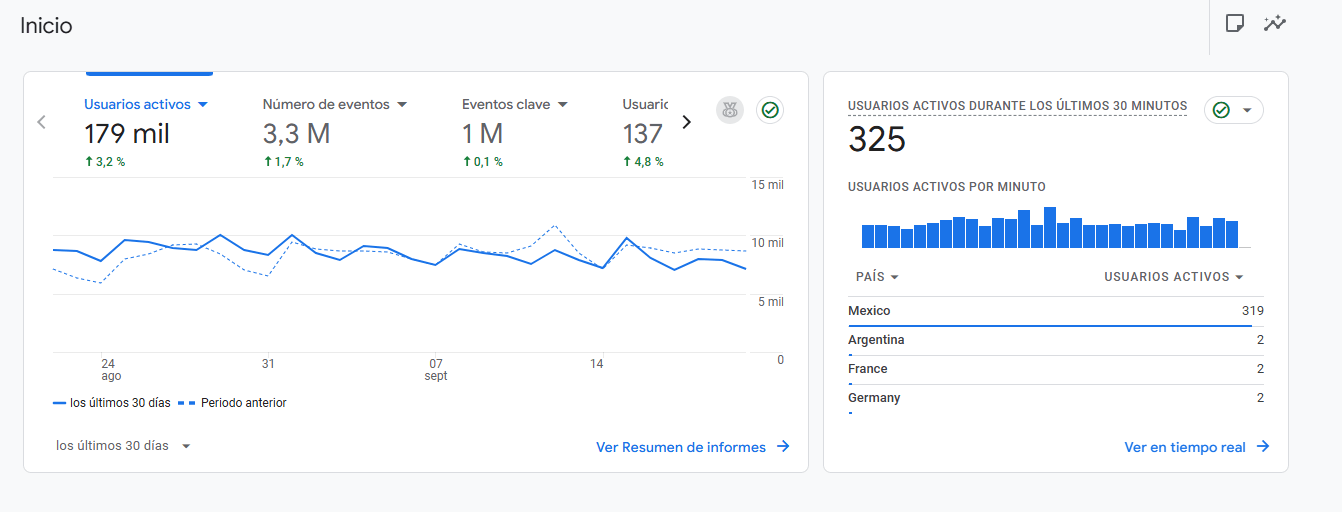 Inicio
Usuarios activos
179 mil
3,2 %
Número de eventos
3,3 M
1,7 %
Eventos clave
1 M
0,1 %
Usuaric
137
4,8 %
15 mil
10 mil
5 mil
0
24
ago
31
07
sept
14
los últimos 30 días
Periodo anterior
los últimos 30 días
Ver Resumen de informes
USUARIOS ACTIVOS DURANTE LOS ÚLTIMOS 30 MINUTOS
325
USUARIOS ACTIVOS POR MINUTO
PAÍS USUARIOS ACTIVOS
Mexico 319
Argentina 2
France 2
Germany 2
Ver en tiempo real